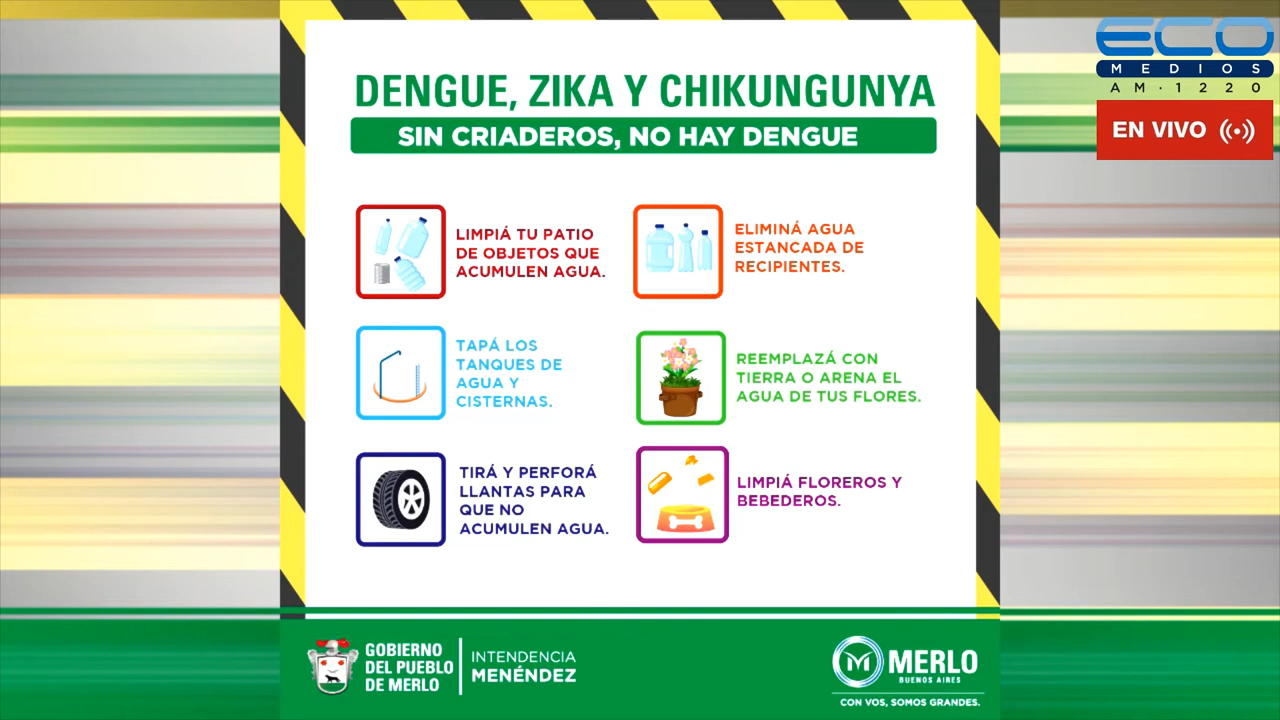 ECO
MEDIOS
AM·1220
EN VIVO
DENGUE, ZIKA Y CHIKUNGUNYA
SIN CRIADEROS, NO HAY DENGUE
LIMPIÁ TU PATIO
DE OBJETOS QUE
ACUMULEN AGUA.
ELIMINÁ AGUA
ESTANCADA DE
RECIPIENTES.
TAPÁ LOS
TANQUES DE
AGUA Y
CISTERNAS.
REEMPLAZÁ CON
TIERRA O ARENA EL
AGUA DE TUS FLORES.
TIRÁ Y PERFORÁ
LLANTAS PARA
QUE NO
ACUMULEN AGUA.
LIMPIÁ FLOREROS Y
BEBEDEROS.
GOBIERNO
DEL PUEBLO
DE MERLO
INTENDENCIA
MENÉNDEZ
MERLO
BUENOS AIRES
CON VOS, SOMOS GRANDES.